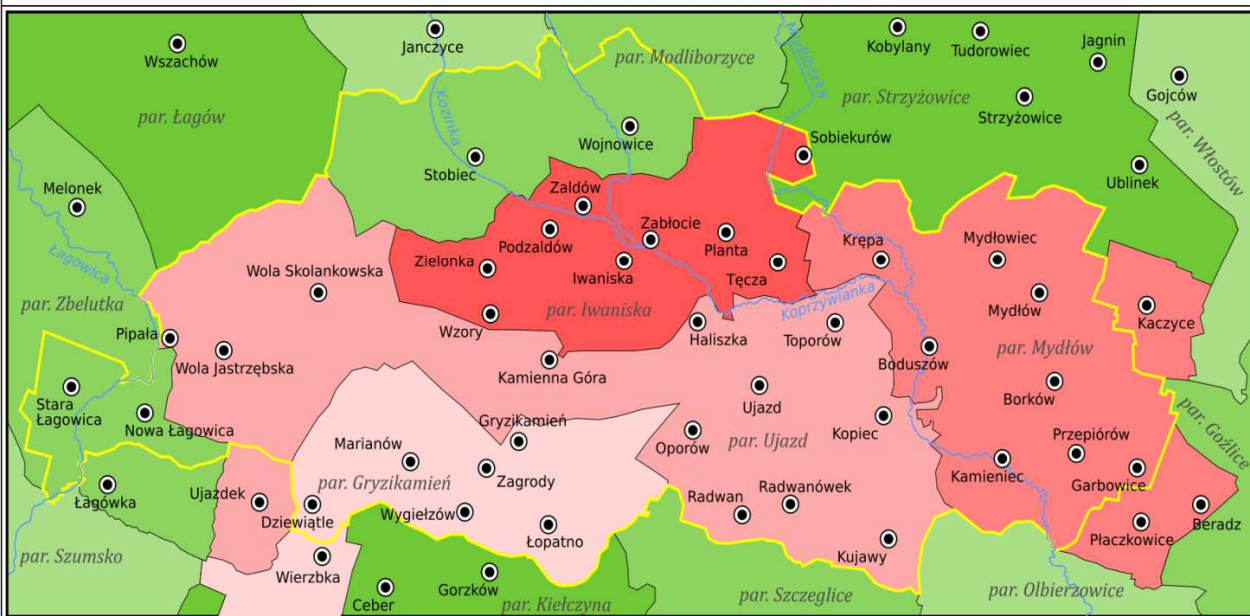 Janczyce
Wszachów
par. Modliborzyce
Modlibórka
Kobylany
Tudorowiec
Jagnin
Gojców
par. Łagów
Kozinka
par. Strzyżowice
Strzyżowice
par. Włostów
Wojnowice
Sobiekurów
Stobiec
Ublinek
Melonek
Zaldów
Podzaldów
Zabłocie
Planta
Krępa
Mydłowiec
Łagowica
Wola Skolankowska
Zielonka
Iwaniska
Tęcza
par. Zbelutka
par. Iwaniska
Koprzywianka
Mydłów
Kaczyce
Wzory
Haliszka
Toporów
Pipała
Wola Jastrzębska
Kamienna Góra
Boduszów
par. Mydłów
Stara
Łagowica
Nowa Łagowica
Ujazd
Borków
par. Goźlice
Gryzikamień
Marianów
Oporów
par. Ujazd
Kopiec
Przepiórów
Zagrody
par. Gryzikamień
Kamieniec
Garbowice
Łagówka
Ujazdek
Dziewiątle
Wygiełzów
Łopatno
Radwan
Radwanówek
Beradz
Płaczkowice
par. Szumsko
Wierzbka
Kujawy
Ceber
Gorzków
par. Kiełczyna
par. Szczeglice
par. Olbierzowice